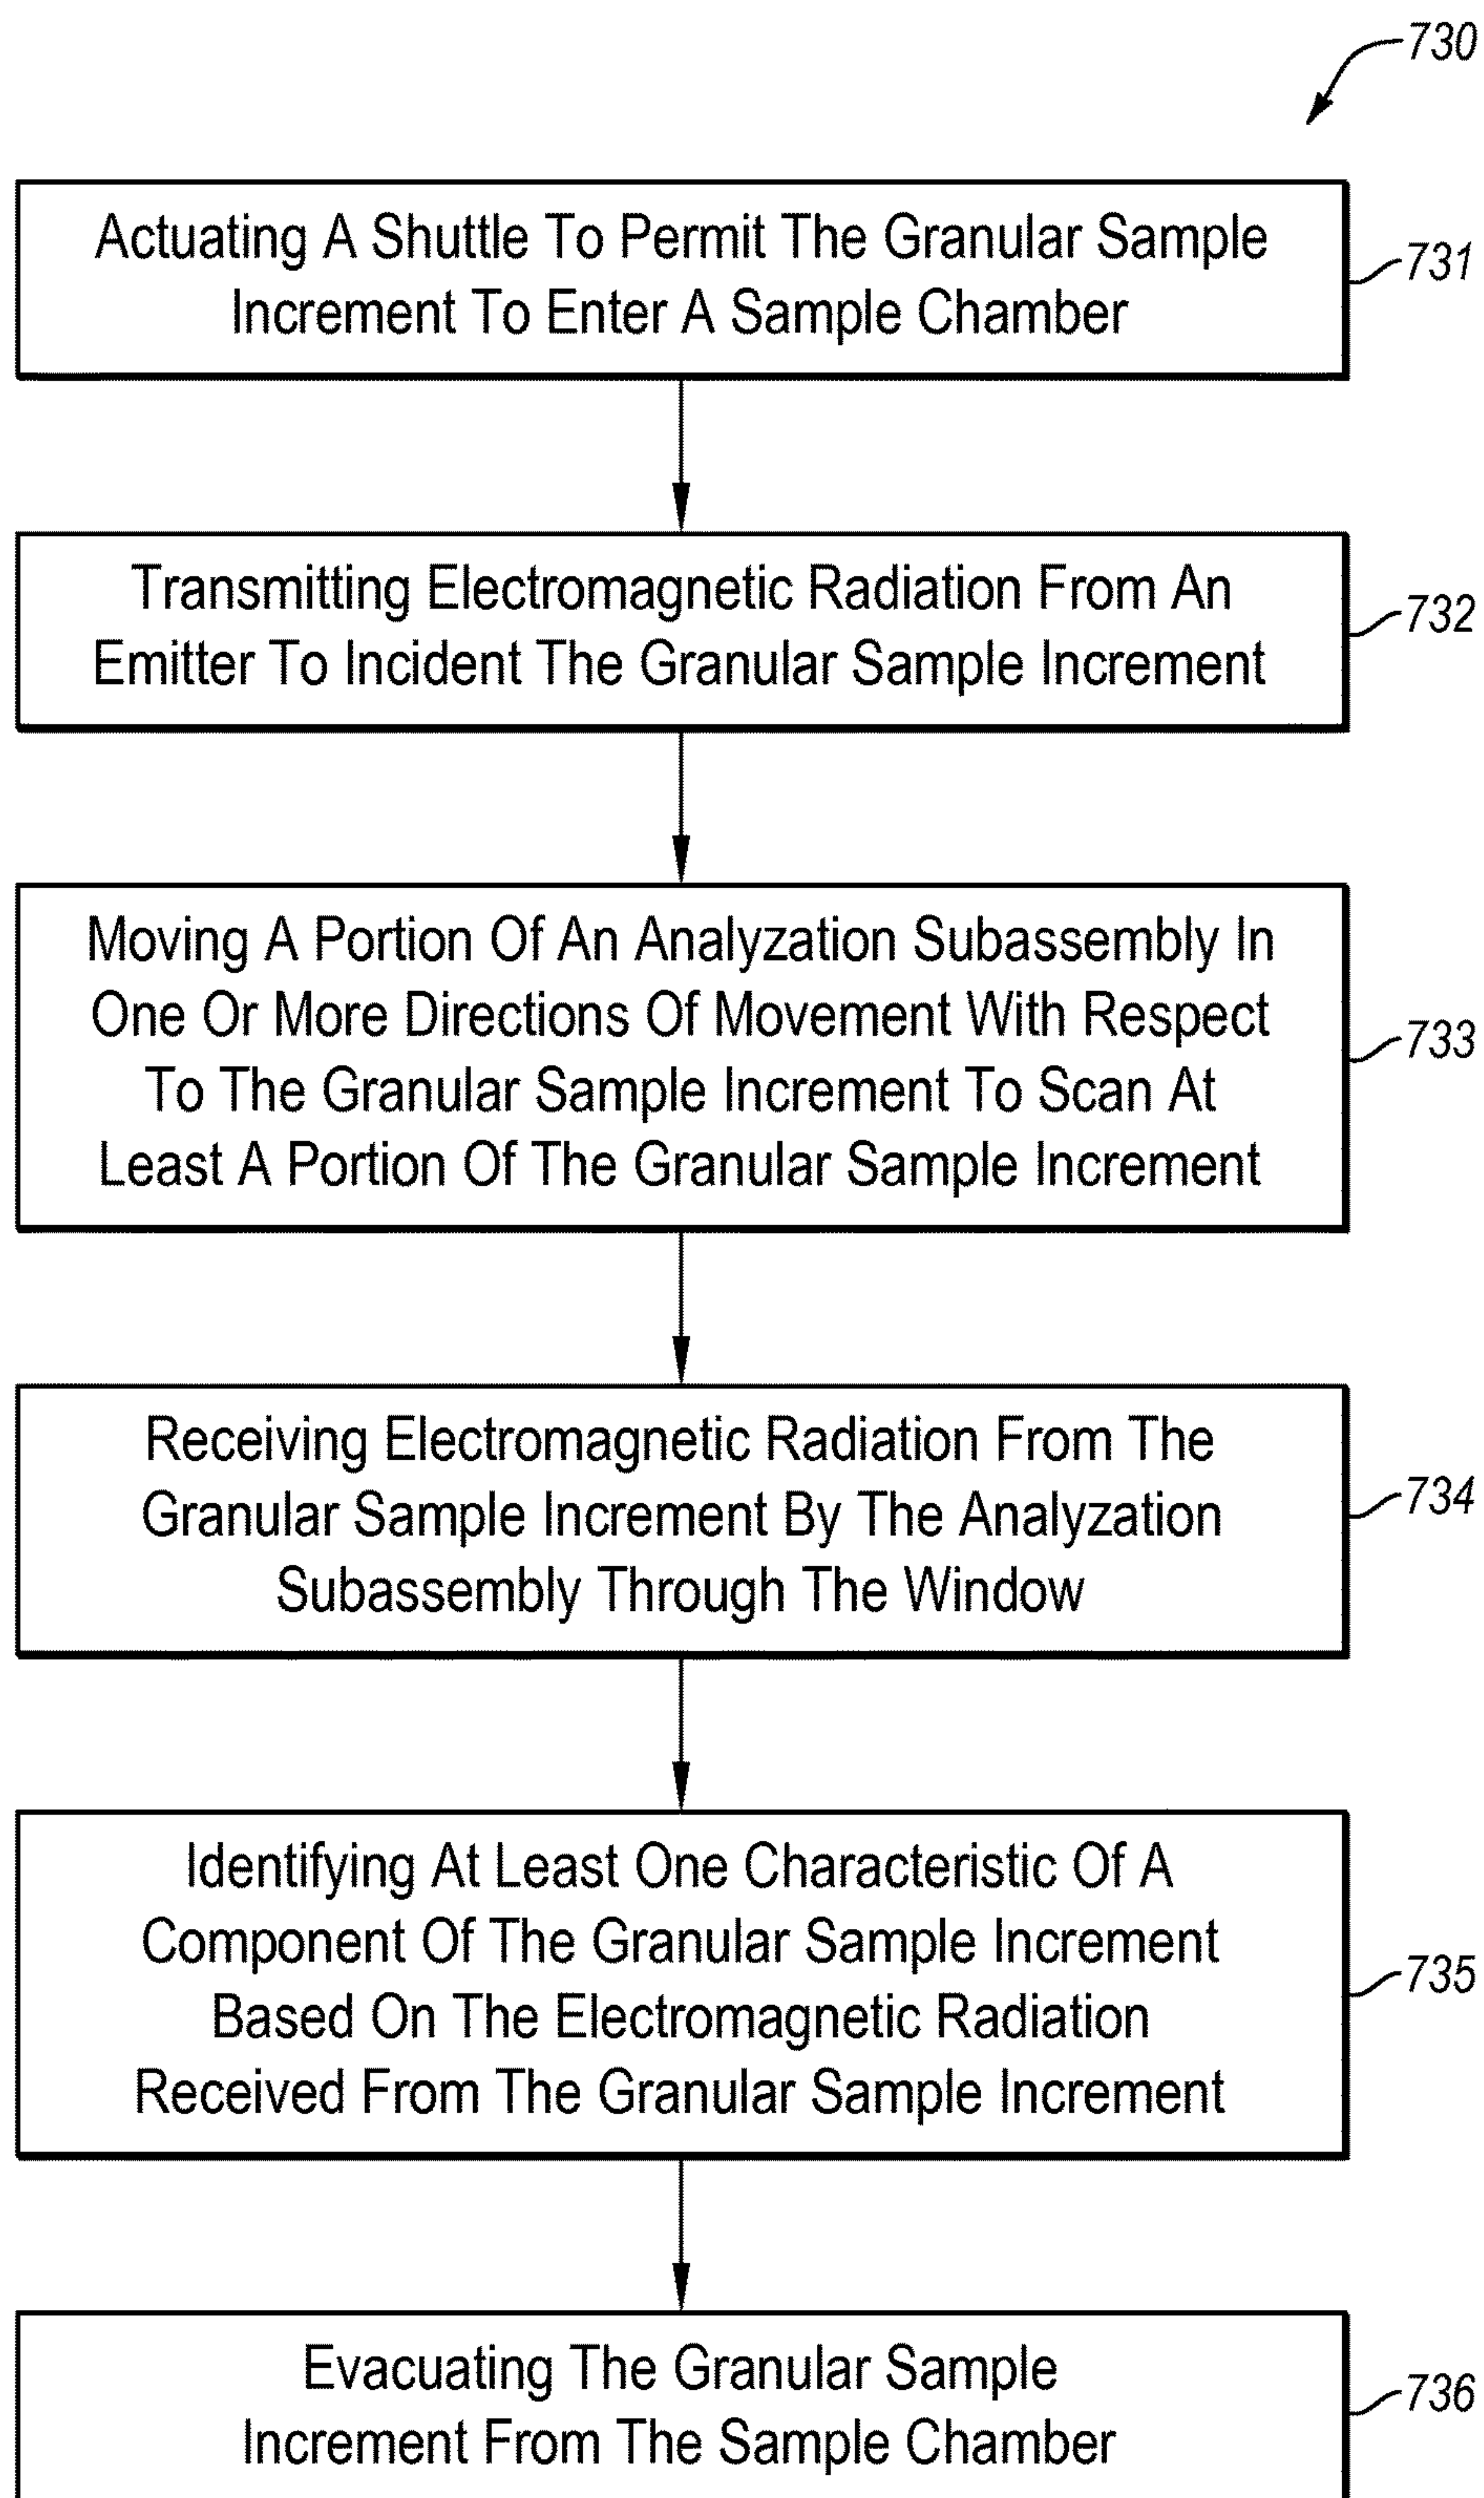 730
Actuating A Shuttle To Permit The Granular Sample
Increment To Enter A Sample Chamber
731
Transmitting Electromagnetic Radiation From An
Emitter To Incident The Granular Sample Increment
732
Moving A Portion Of An Analyzation Subassembly In
One Or More Directions Of Movement With Respect
To The Granular Sample Increment To Scan At
Least A Portion Of The Granular Sample Increment
733
Receiving Electromagnetic Radiation From The
Granular Sample Increment By The Analyzation
Subassembly Through The Window
734
Identifying At Least One Characteristic Of A
Component Of The Granular Sample Increment
Based On The Electromagnetic Radiation
Received From The Granular Sample Increment
735
Evacuating The Granular Sample
Increment From The Sample Chamber
736